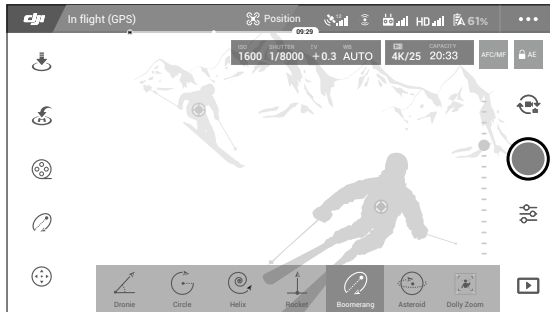 dji In flight (GPS) Position HD 61%
09:29
ISO SHUTTER EV WB CAPACITY
1600 1/8000 +0.3 AUTO 4K/25 20:33 AFC/MF AE
Dronie Circle Helix Rocket Boomerang Asteroid Dolly Zoom